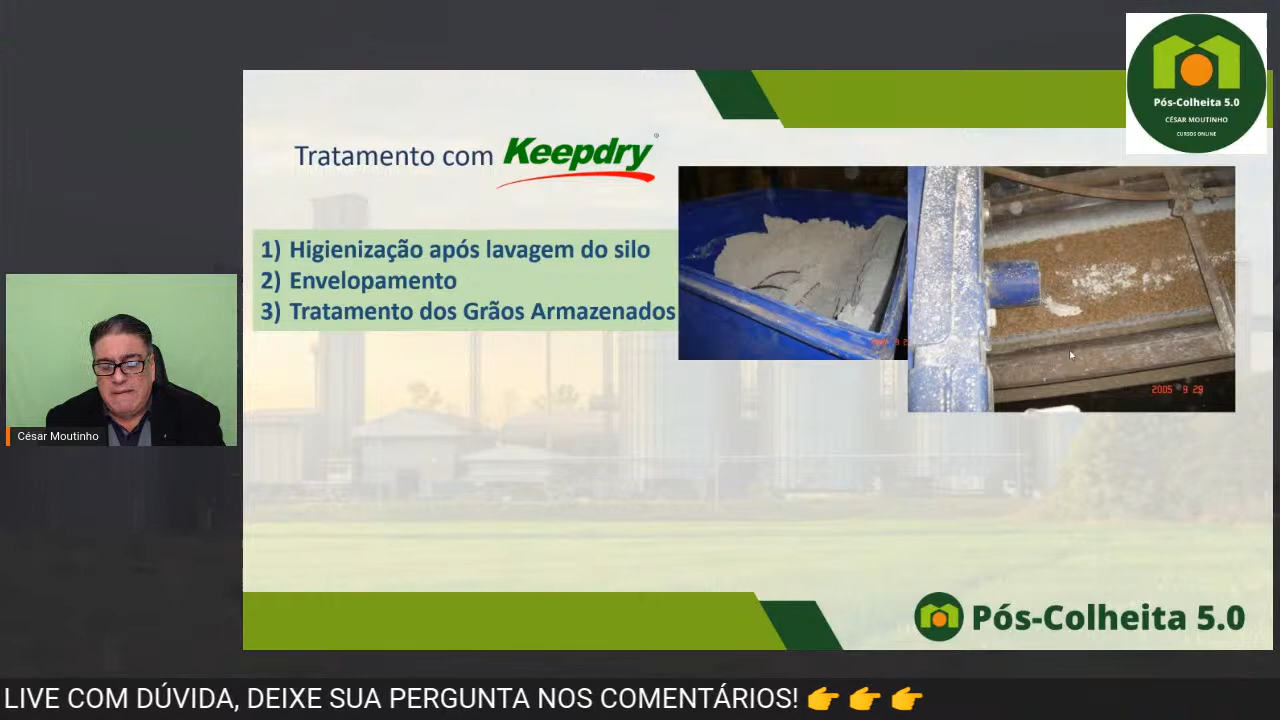 Pós-Colheita 5.0
CÉSAR MOUTINHO
CURSOS ONLINE
Tratamento com Keepdry®
1) Higienização após lavagem do silo
2) Envelopamento
3) Tratamento dos Grãos Armazenados
2005 9 29
César Moutinho
Pós-Colheita 5.0
LIVE COM DÚVIDA, DEIXE SUA PERGUNTA NOS COMENTÁRIOS! 👉 👉 👉